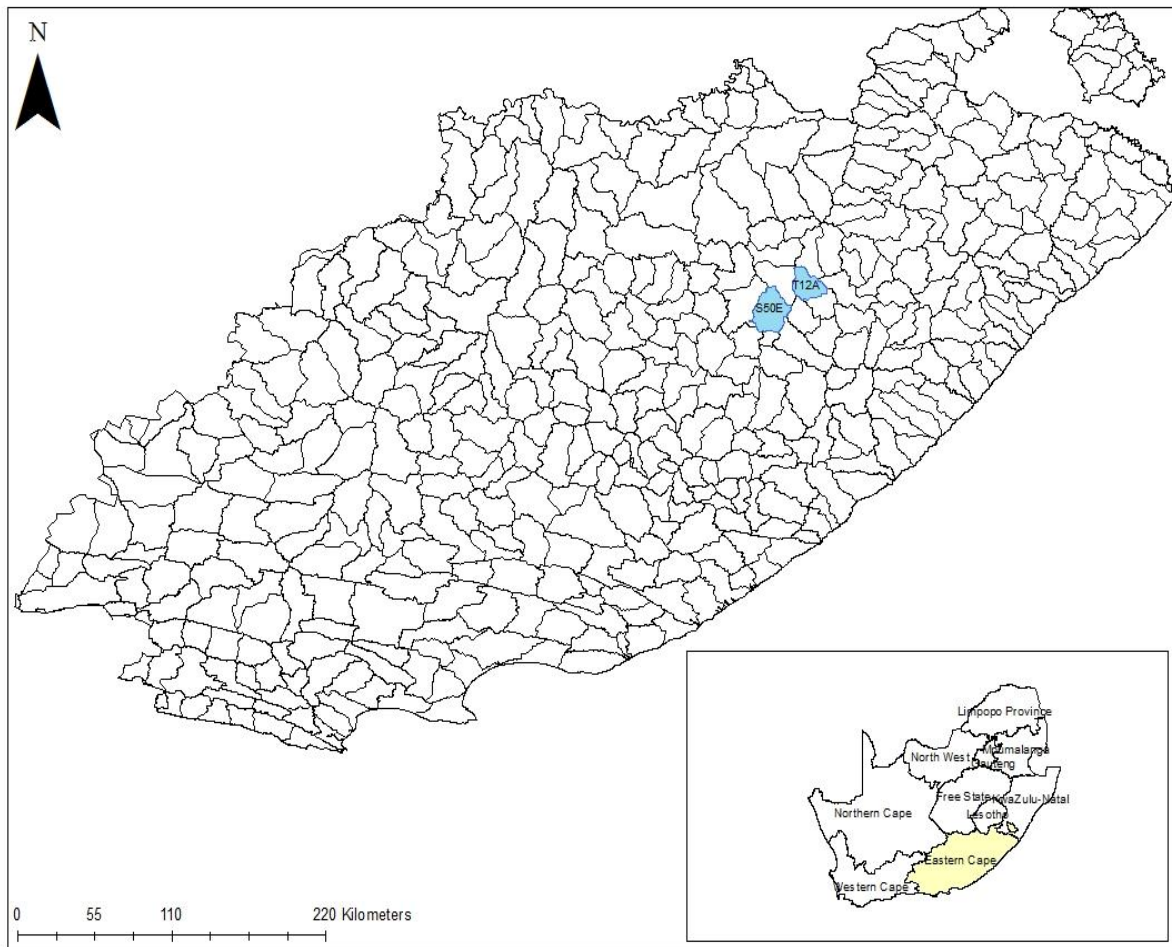 N
T12A
S50E
Limpopo Province
North West
Mpumalanga
Gauteng
Free State
KwaZulu-Natal
Lesotho
Northern Cape
Eastern Cape
Western Cape
0 55 110 220 Kilometers